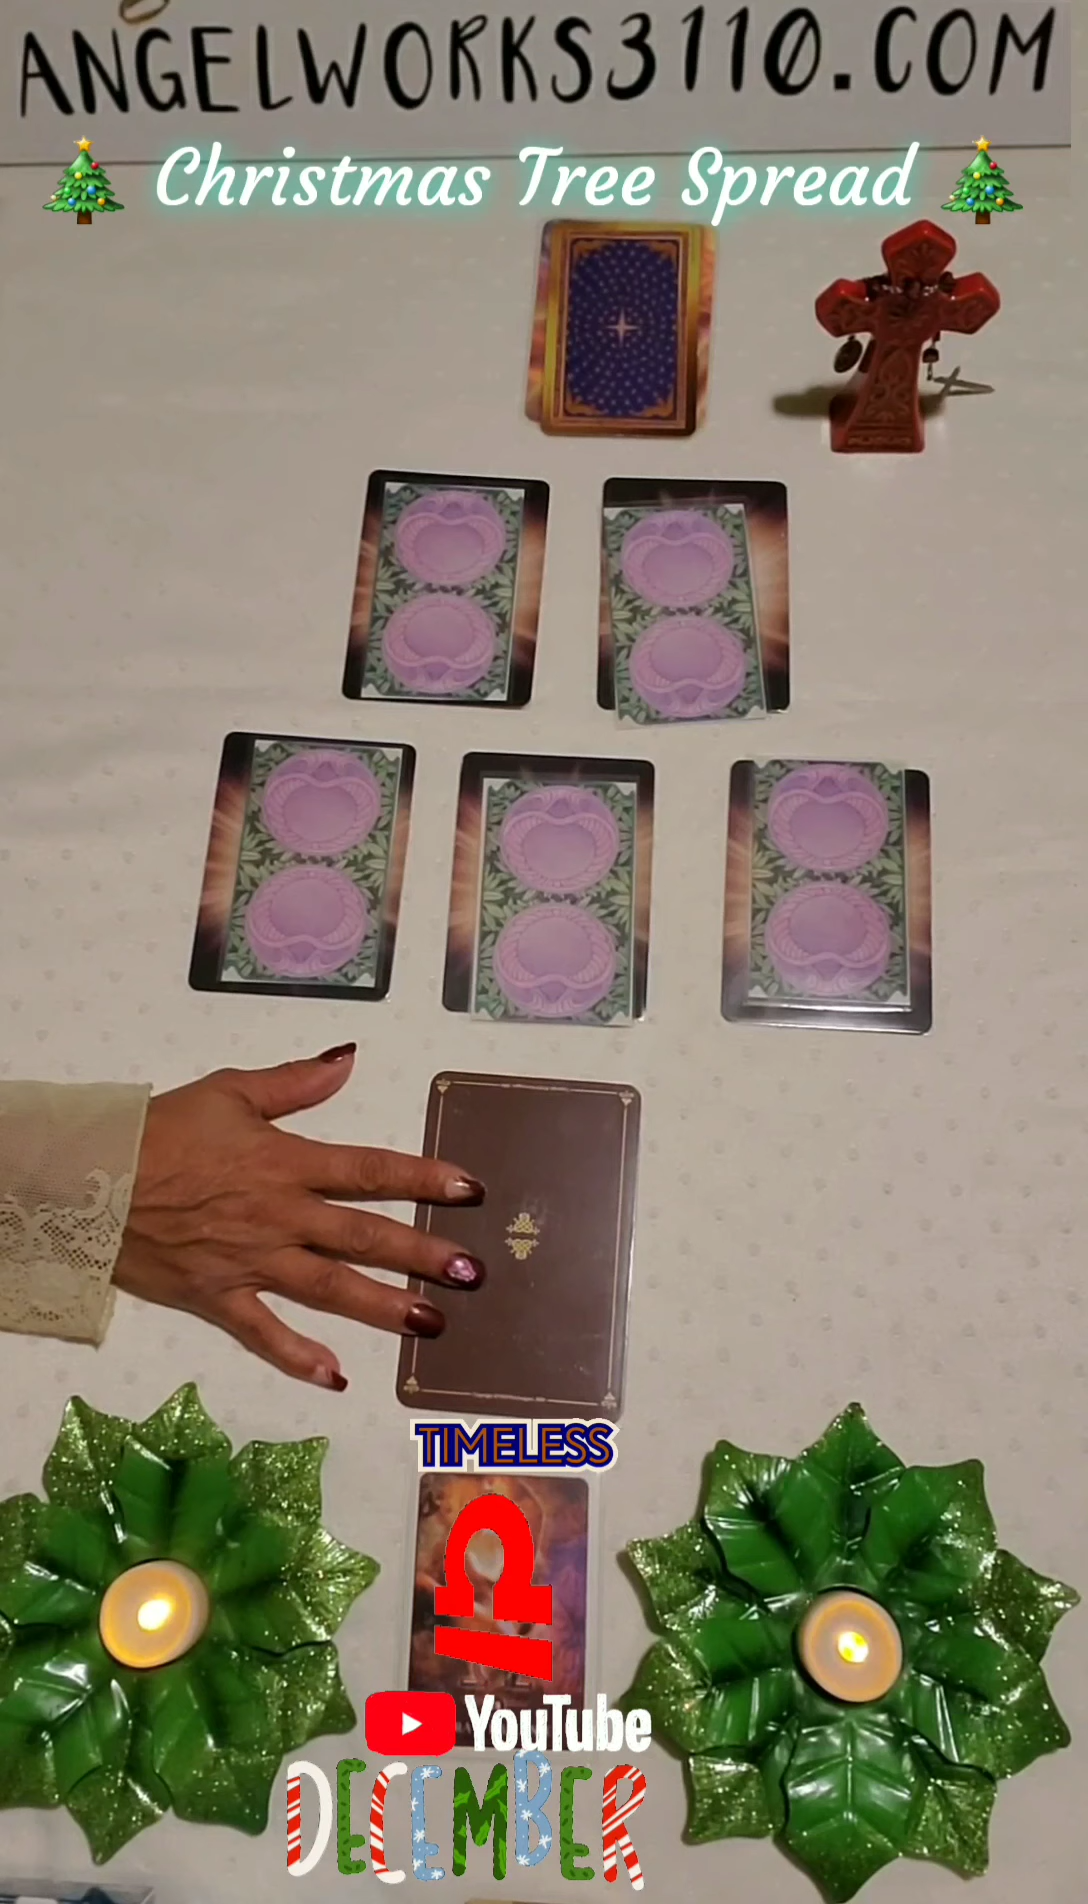 ANGELWORKS3110.COM
Christmas Tree Spread
TIMELESS
YouTube
DECEMBER